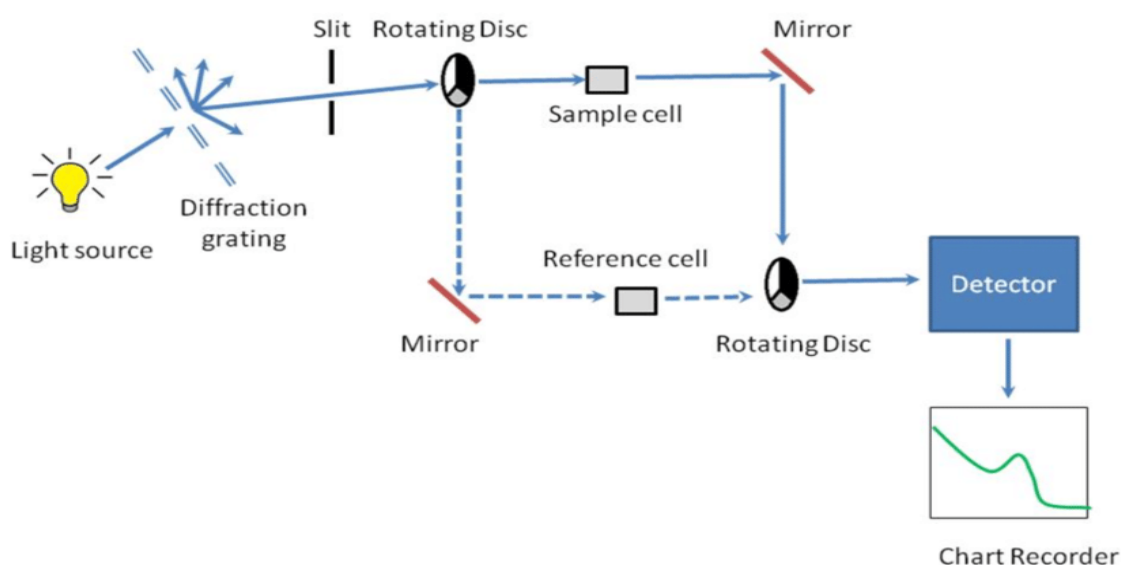 Slit
Rotating Disc
Mirror
Sample cell
Diffraction
grating
Light source
Reference cell
Detector
Mirror
Rotating Disc
Chart Recorder